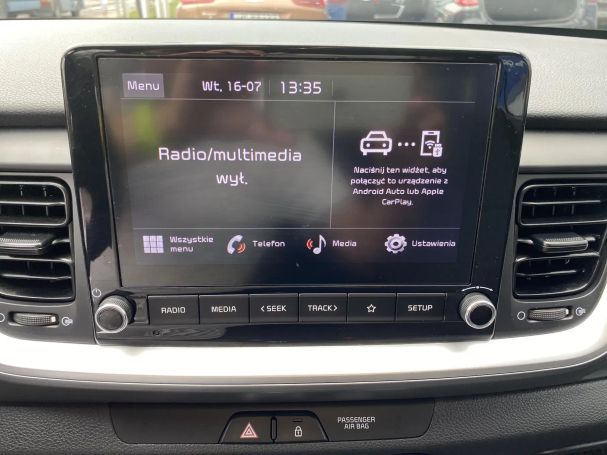 Menu Wt, 16-07 13:35
Radio/multimedia
wył.
Naciśnij ten widżet, aby
połączyć to urządzenie z
Android Auto lub Apple
CarPlay.
Wszystkie
menu
Telefon
Media
Ustawienia
RADIO MEDIA < SEEK TRACK > SETUP
PASSENGER
AIR BAG